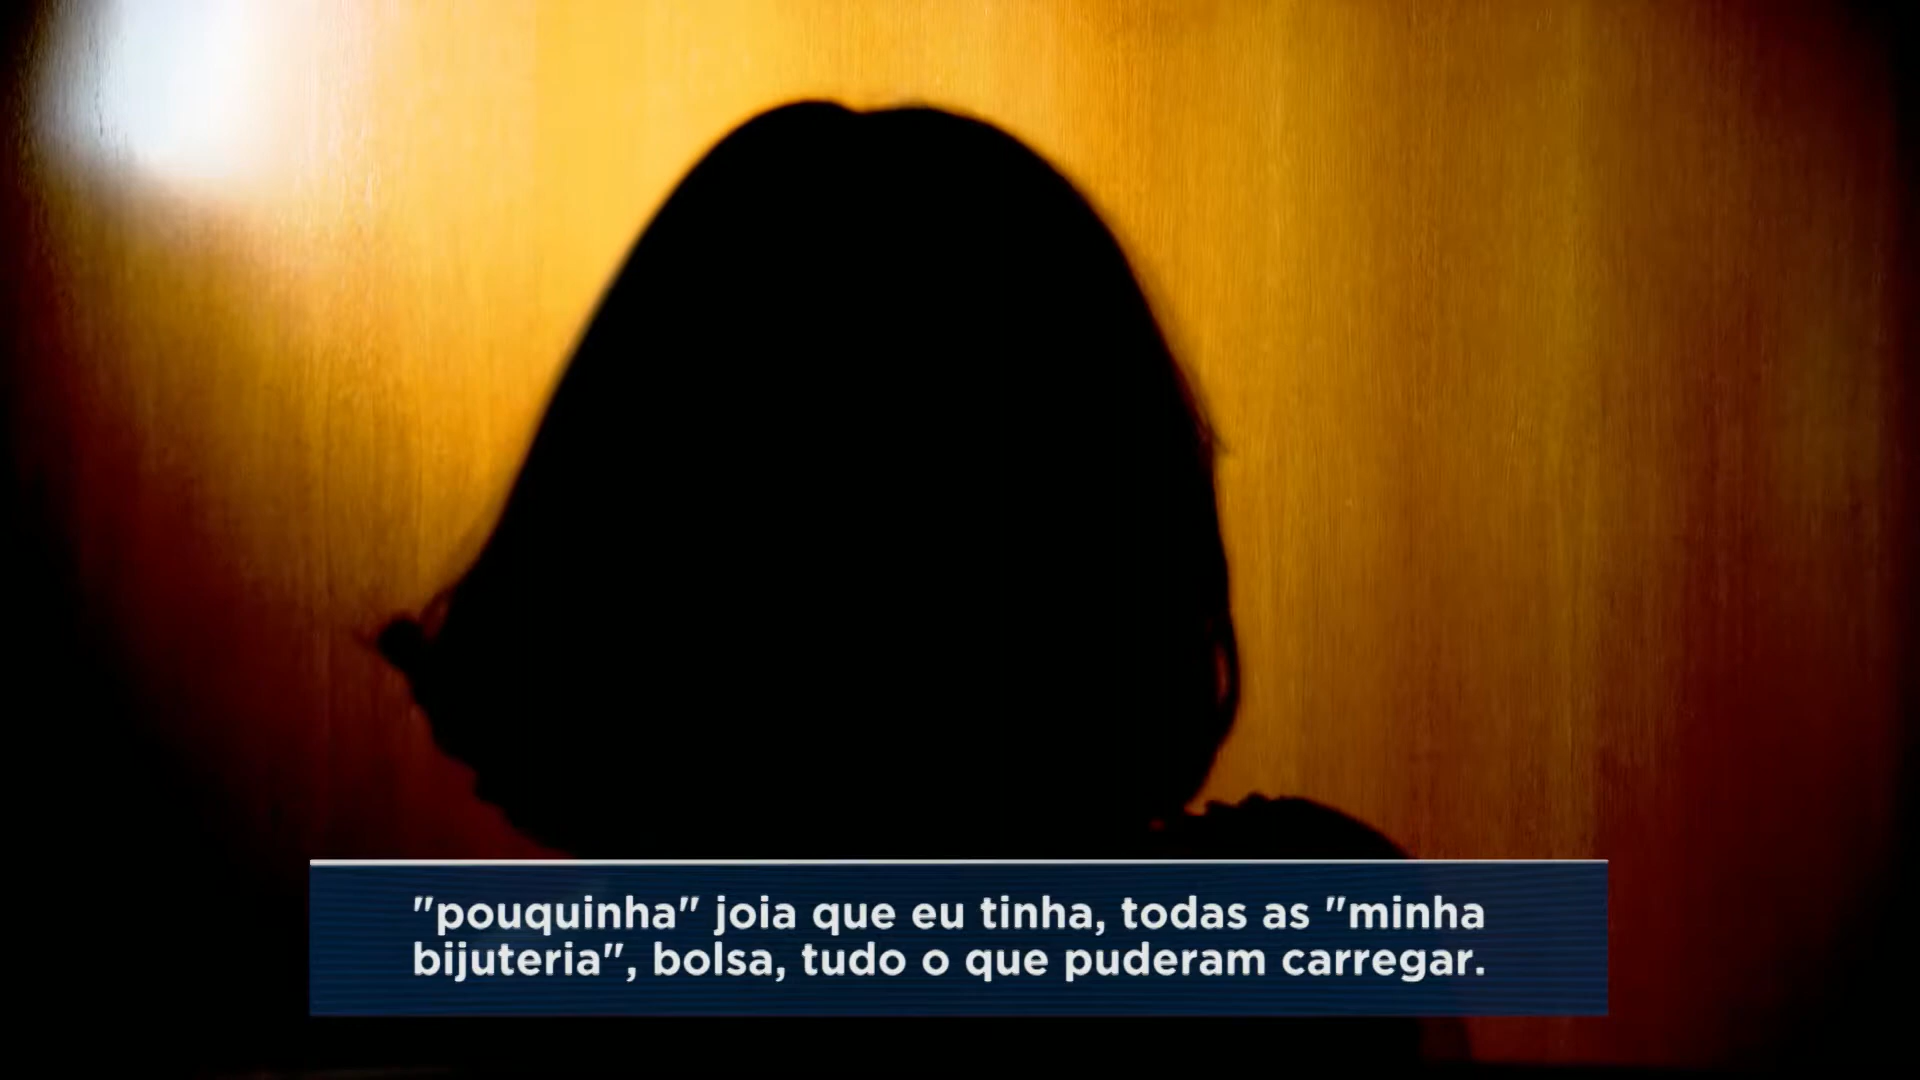 "pouquinha" joia que eu tinha, todas as "minha
bijuteria", bolsa, tudo o que puderam carregar.